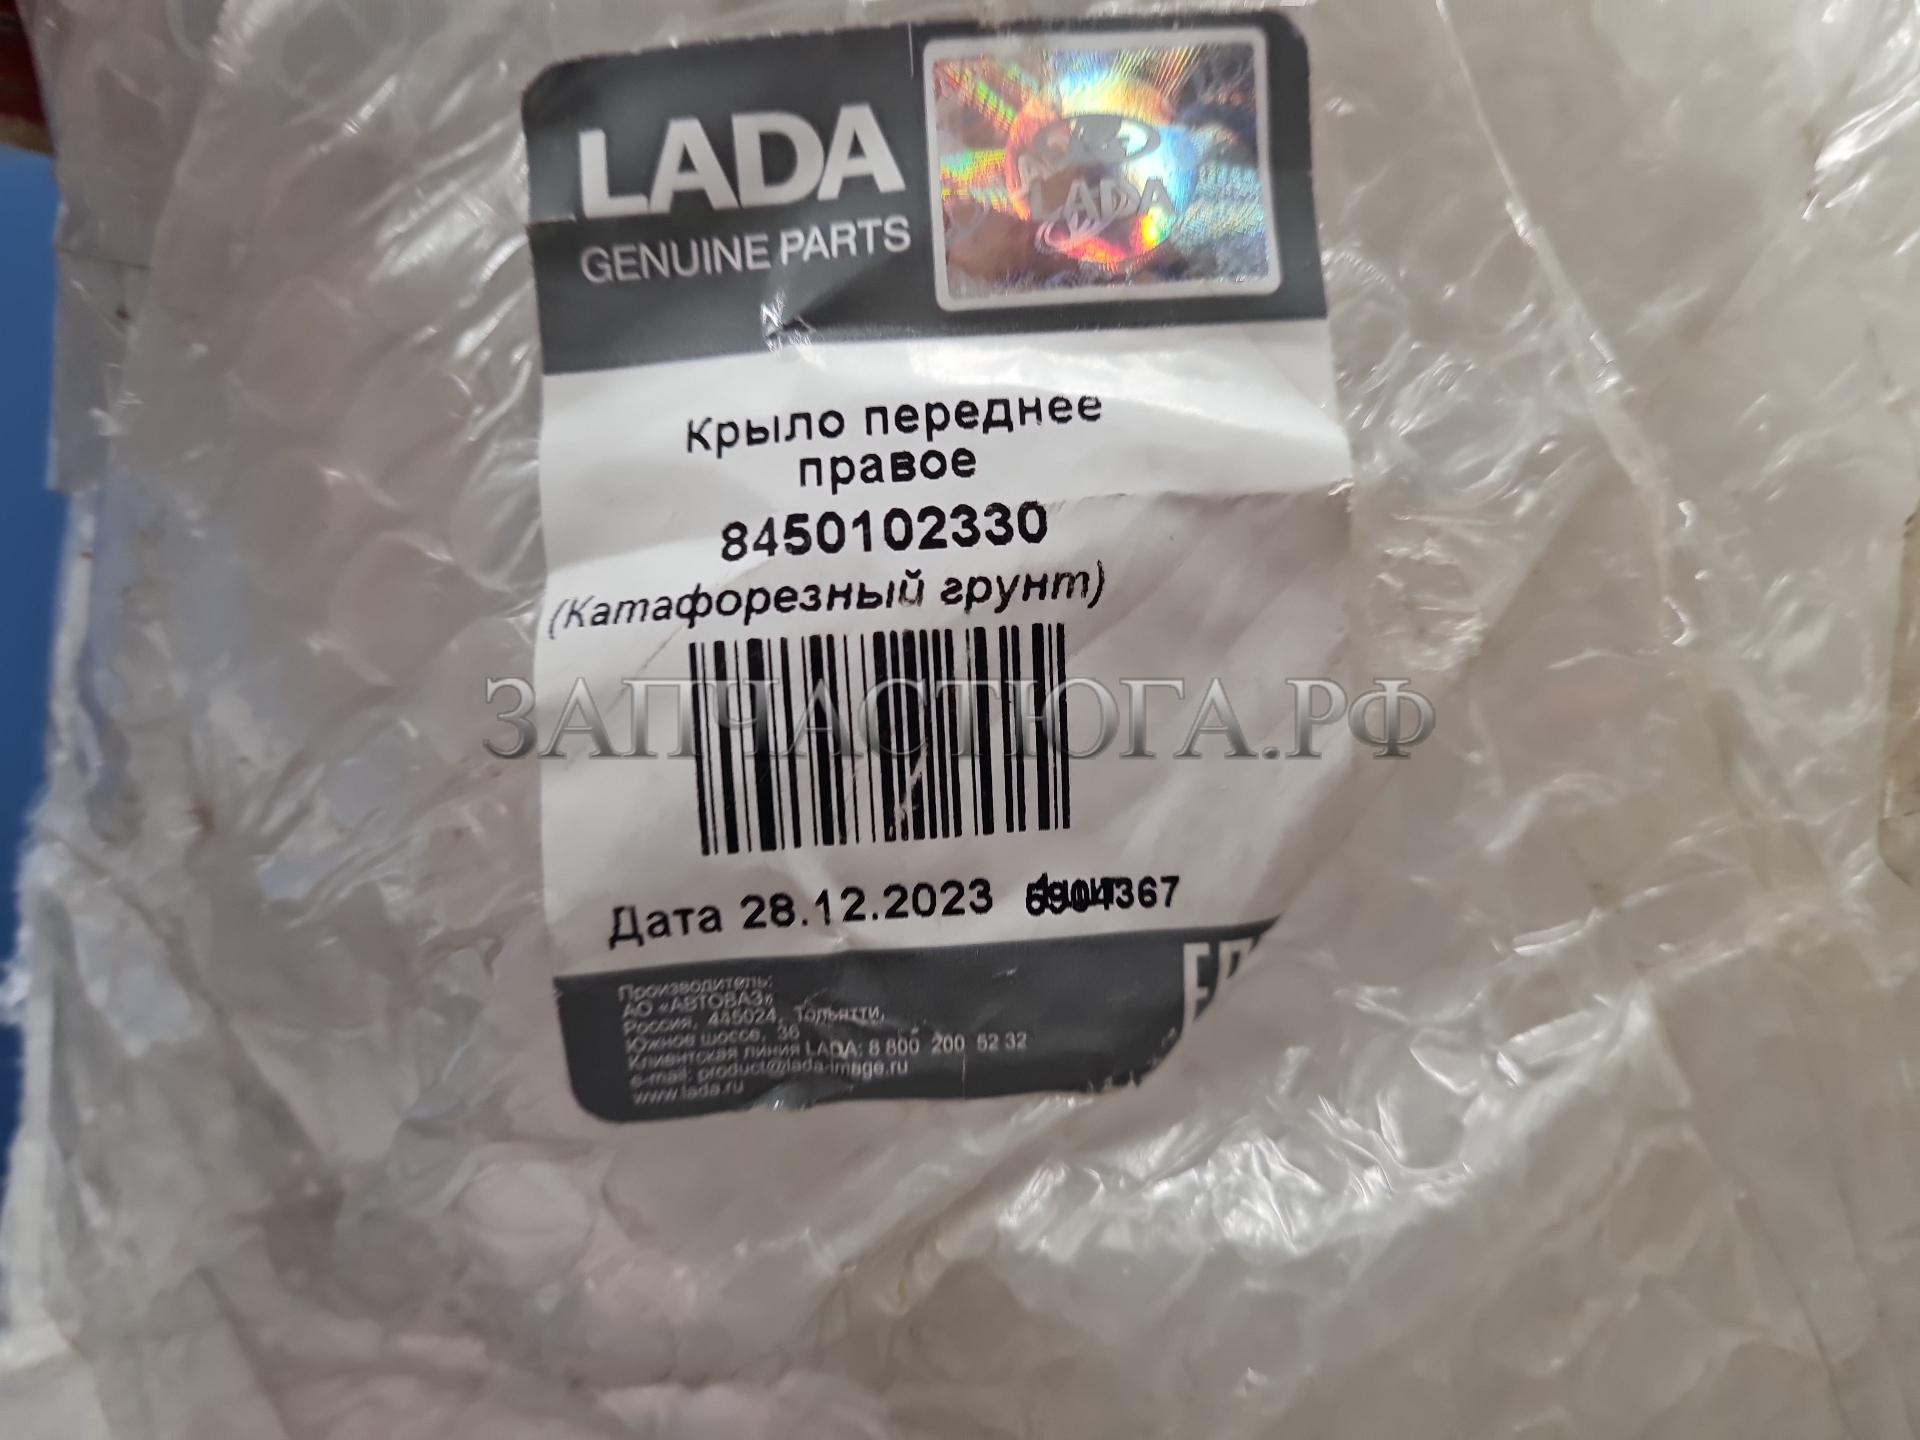 LADA
GENUINE PARTS
LADA
Крыло переднее
правое
8450102330
(Катафорезный грунт)
ЗАПЧАСТЮГА.РФ
Дата 28.12.2023
Производитель:
АО «АВТОВАЗ»
Россия, 445024, Тольятти,
Южное шоссе, 36
Клиентская линия LADA: 8 800 200 52 32
e-mail: product@lada-image.ru
www.lada.ru